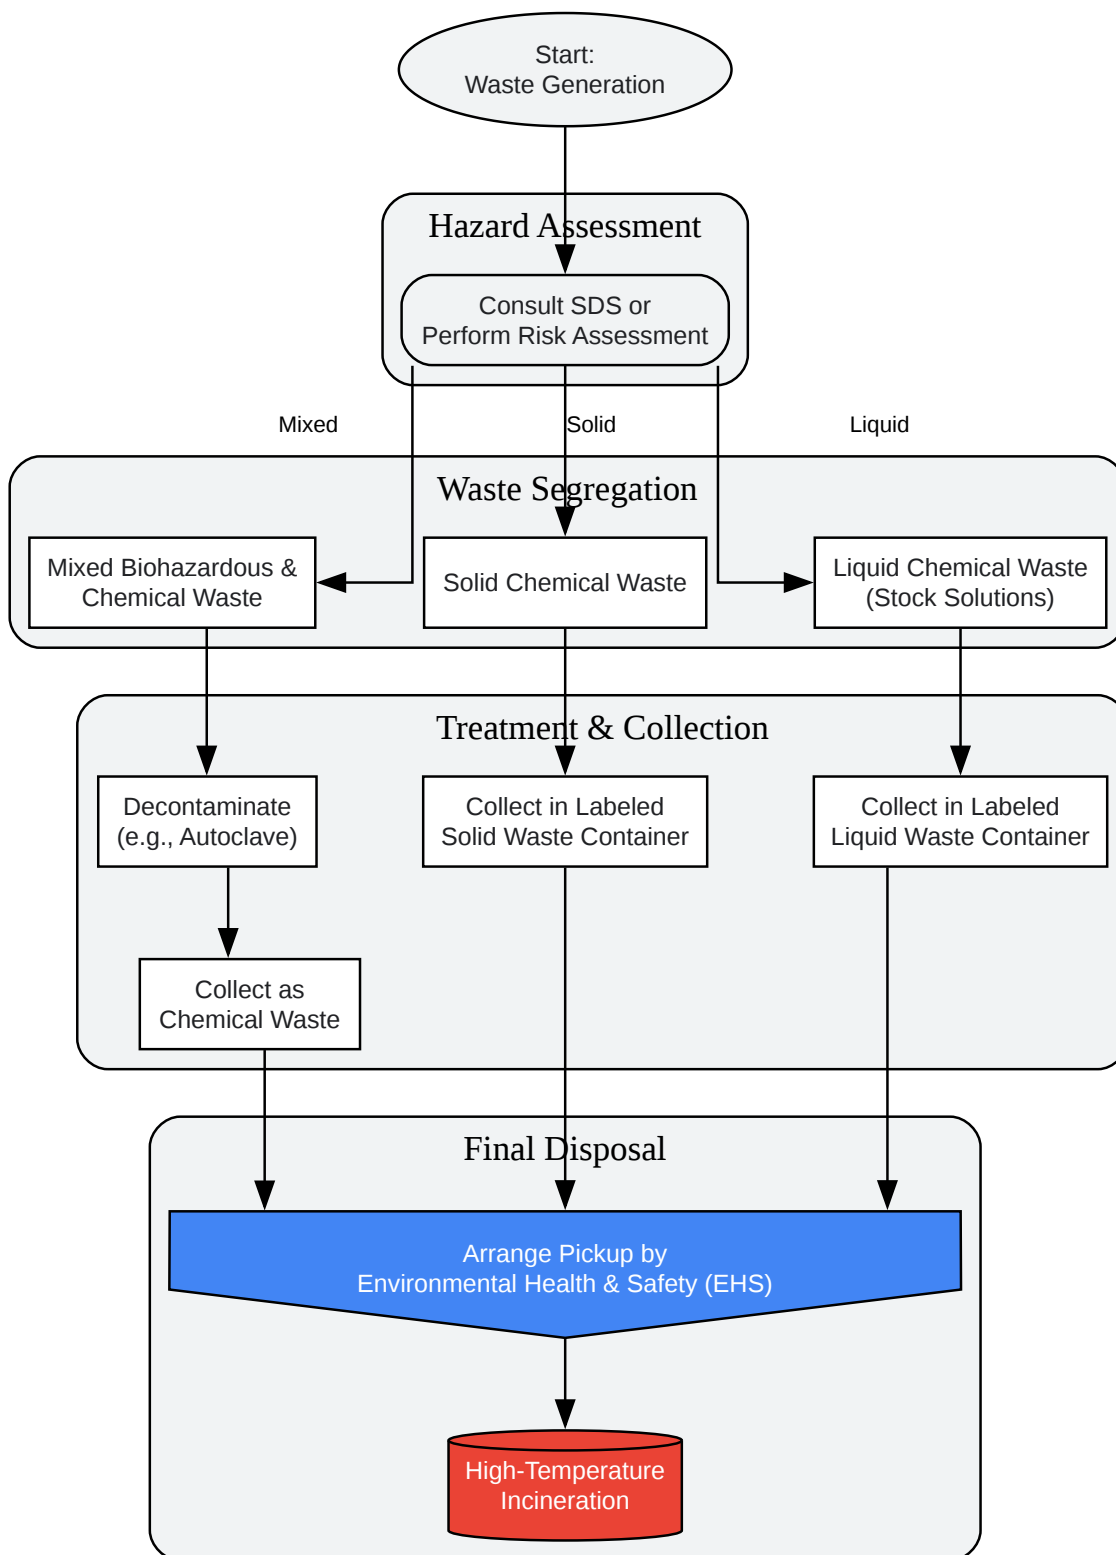 Start:
Waste Generation
Hazard Assessment
Consult SDS or
Perform Risk Assessment
Mixed
Solid
Liquid
Waste Segregation
Mixed Biohazardous &
Chemical Waste
Solid Chemical Waste
Liquid Chemical Waste
(Stock Solutions)
Treatment & Collection
Decontaminate
(e.g., Autoclave)
Collect in Labeled
Solid Waste Container
Collect in Labeled
Liquid Waste Container
Collect as
Chemical Waste
Final Disposal
Arrange Pickup by
Environmental Health & Safety (EHS)
High-Temperature
Incineration